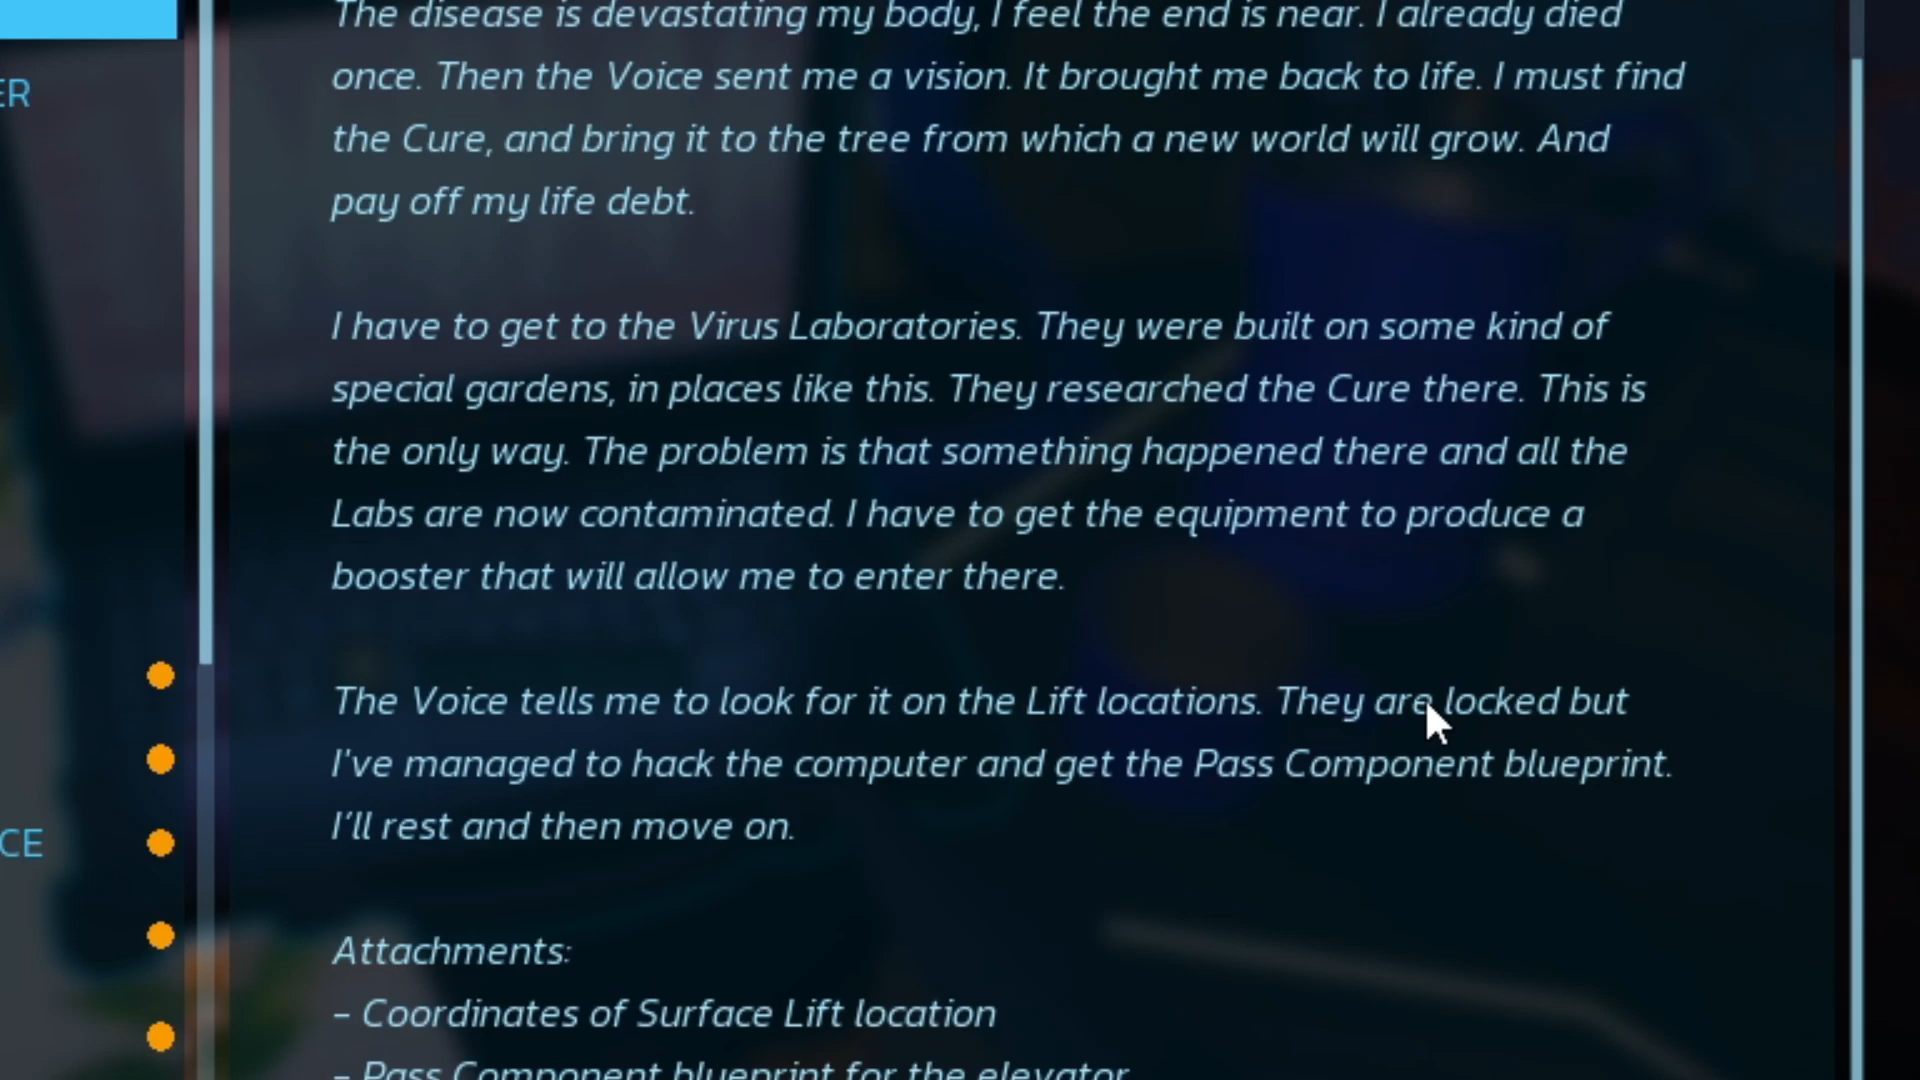 The disease is devastating my body, I feel the end is near. I already died
ER
once. Then the Voice sent me a vision. It brought me back to life. I must find
the Cure, and bring it to the tree from which a new world will grow. And
pay off my life debt.
I have to get to the Virus Laboratories. They were built on some kind of
special gardens, in places like this. They researched the Cure there. This is
the only way. The problem is that something happened there and all the
Labs are now contaminated. I have to get the equipment to produce a
booster that will allow me to enter there.
The Voice tells me to look for it on the Lift locations. They are locked but
I've managed to hack the computer and get the Pass Component blueprint.
I'll rest and then move on.
CE
Attachments:
- Coordinates of Surface Lift location
- Pass Component blueprint for the elevator